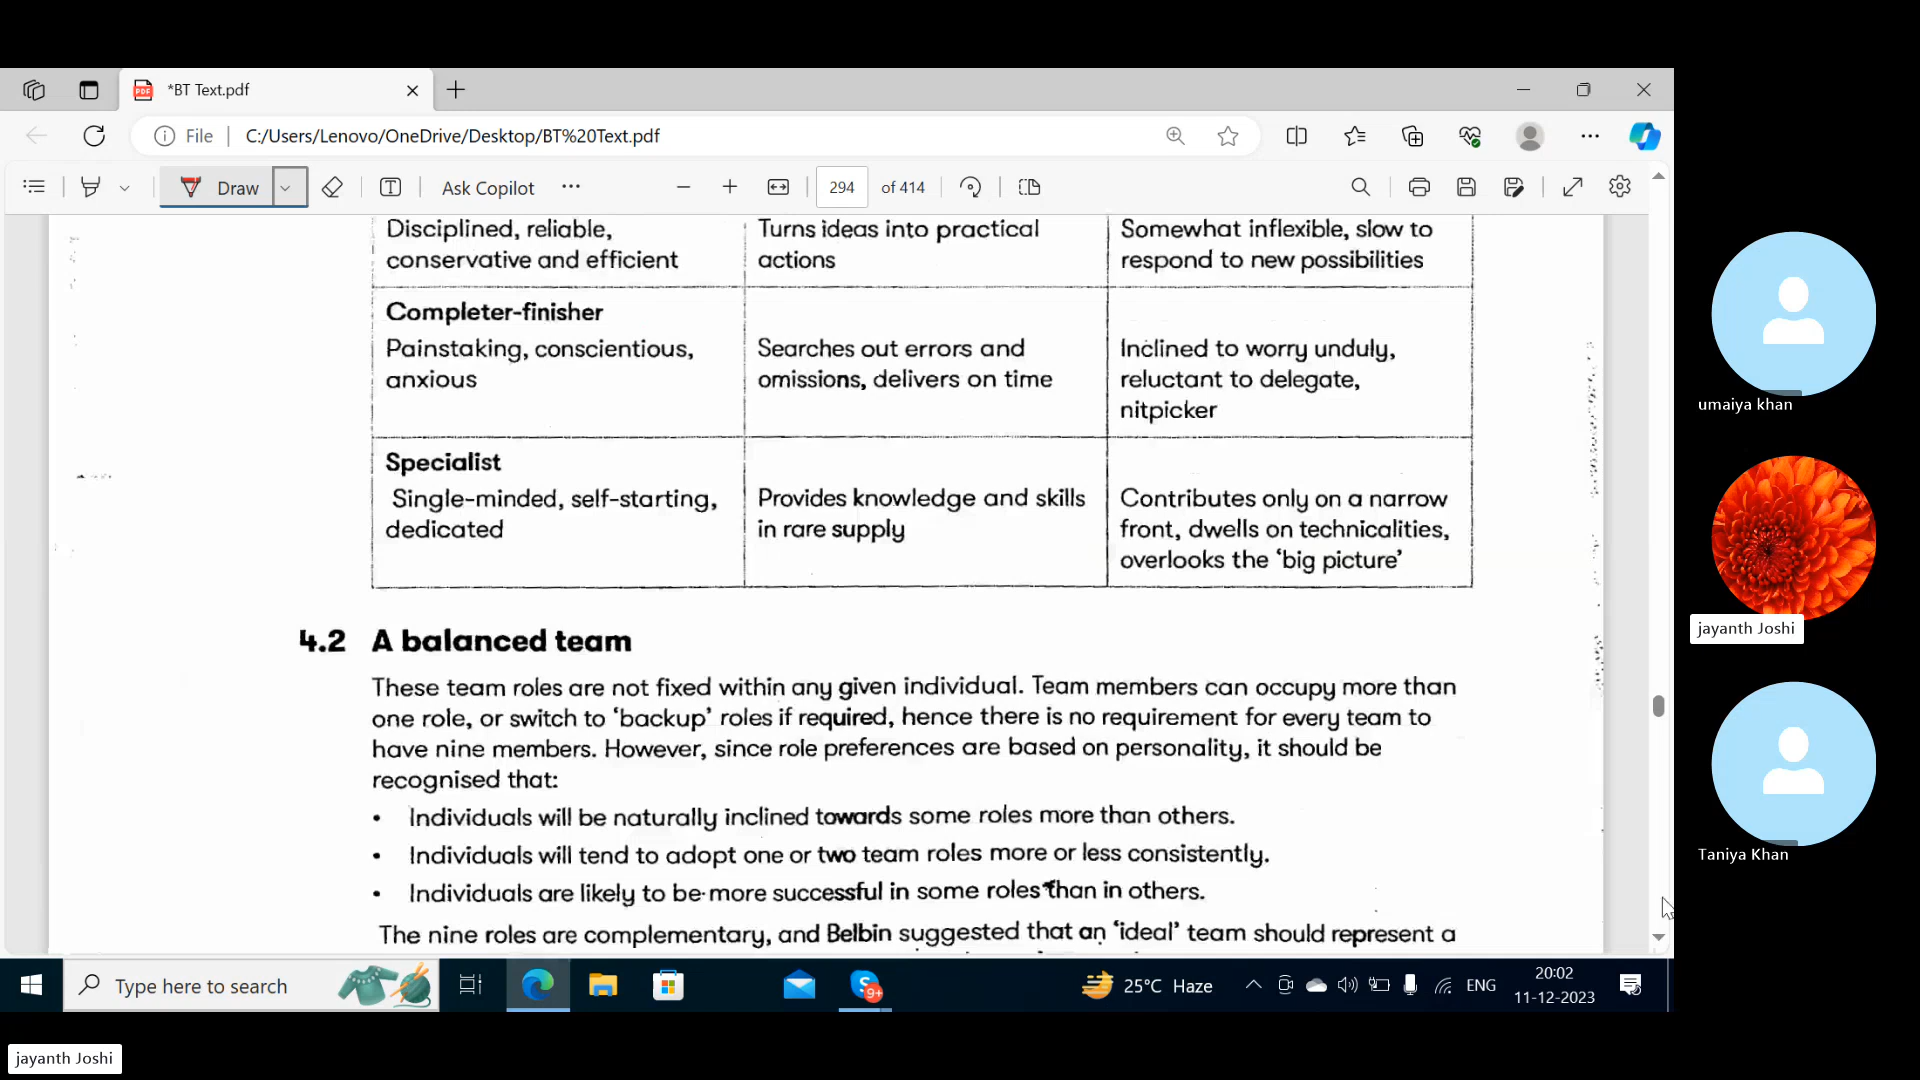 *BT Text.pdf
File
C:/Users/Lenovo/OneDrive/Desktop/BT%20Text.pdf
Draw
Ask Copilot
294 of 414
Disciplined, reliable, conservative and efficient
Turns ideas into practical actions
Somewhat inflexible, slow to respond to new possibilities
Completer-finisher
Painstaking, conscientious, anxious
Searches out errors and omissions, delivers on time
Inclined to worry unduly, reluctant to delegate, nitpicker
Specialist
Single-minded, self-starting, dedicated
Provides knowledge and skills in rare supply
Contributes only on a narrow front, dwells on technicalities, overlooks the ‘big picture’
4.2 A balanced team
These team roles are not fixed within any given individual. Team members can occupy more than
one role, or switch to ‘backup’ roles if required, hence there is no requirement for every team to
have nine members. However, since role preferences are based on personality, it should be
recognised that:
• Individuals will be naturally inclined towards some roles more than others.
• Individuals will tend to adopt one or two team roles more or less consistently.
• Individuals are likely to be more successful in some roles than in others.
The nine roles are complementary, and Belbin suggested that an ‘ideal’ team should represent a
umaiya khan
jayanth Joshi
Taniya Khan
Type here to search
9+
25°C Haze
ENG
20:02
11-12-2023
jayanth Joshi